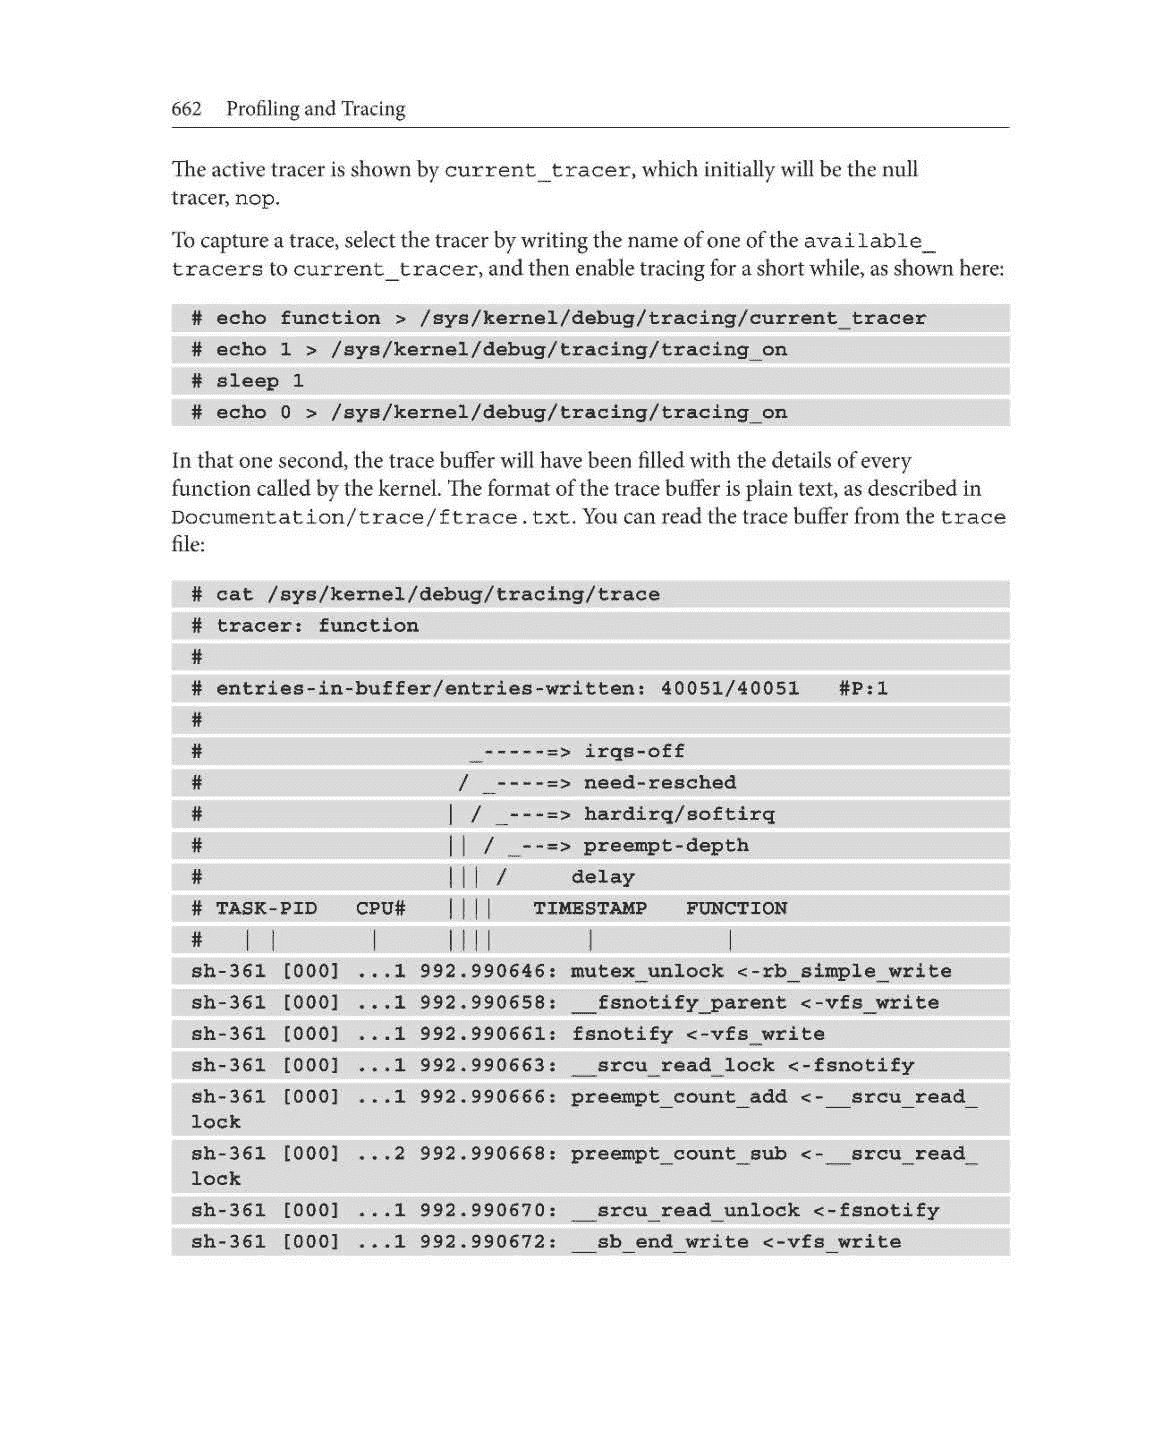 662 Profiling and Tracing
The active tracer is shown by current_tracer, which initially will be the null
tracer, nop.
To capture a trace, select the tracer by writing the name of one of the available_
tracers to current_tracer, and then enable tracing for a short while, as shown here:
# echo function > /sys/kernel/debug/tracing/current_tracer
# echo 1 > /sys/kernel/debug/tracing/tracing_on
# sleep 1
# echo 0 > /sys/kernel/debug/tracing/tracing_on
In that one second, the trace buffer will have been filled with the details of every
function called by the kernel. The format of the trace buffer is plain text, as described in
Documentation/trace/ftrace.txt. You can read the trace buffer from the trace
file:
# cat /sys/kernel/debug/tracing/trace
# tracer: function
#
# entries-in-buffer/entries-written: 40051/40051   #P:1
#
#                      _-----=> irqs-off
#                     / _----=> need-resched
#                    | / _---=> hardirq/softirq
#                    || / _--=> preempt-depth
#                    ||| /     delay
# TASK-PID   CPU#   ||||   TIMESTAMP   FUNCTION
#    | |        |     ||||        |           |
sh-361 [000] ...1 992.990646: mutex_unlock <-rb_simple_write
sh-361 [000] ...1 992.990658: __fsnotify_parent <-vfs_write
sh-361 [000] ...1 992.990661: fsnotify <-vfs_write
sh-361 [000] ...1 992.990663: __srcu_read_lock <-fsnotify
sh-361 [000] ...1 992.990666: preempt_count_add <-__srcu_read_
lock
sh-361 [000] ...2 992.990668: preempt_count_sub <-__srcu_read_
lock
sh-361 [000] ...1 992.990670: __srcu_read_unlock <-fsnotify
sh-361 [000] ...1 992.990672: __sb_end_write <-vfs_write